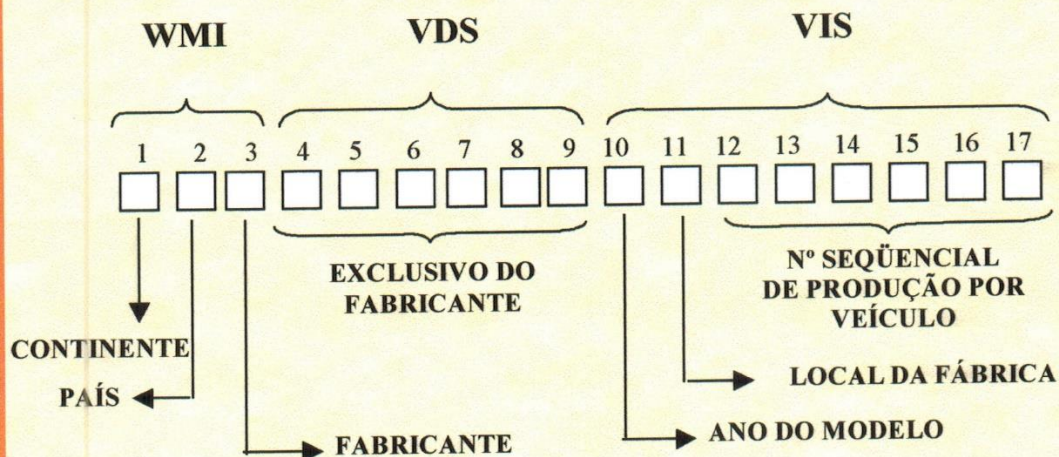 WMI VDS VIS
1 2 3 4 5 6 7 8 9 10 11 12 13 14 15 16 17
EXCLUSIVO DO
FABRICANTE
Nº SEQÜENCIAL
DE PRODUÇÃO POR
VEÍCULO
CONTINENTE
LOCAL DA FÁBRICA
PAÍS
ANO DO MODELO
FABRICANTE